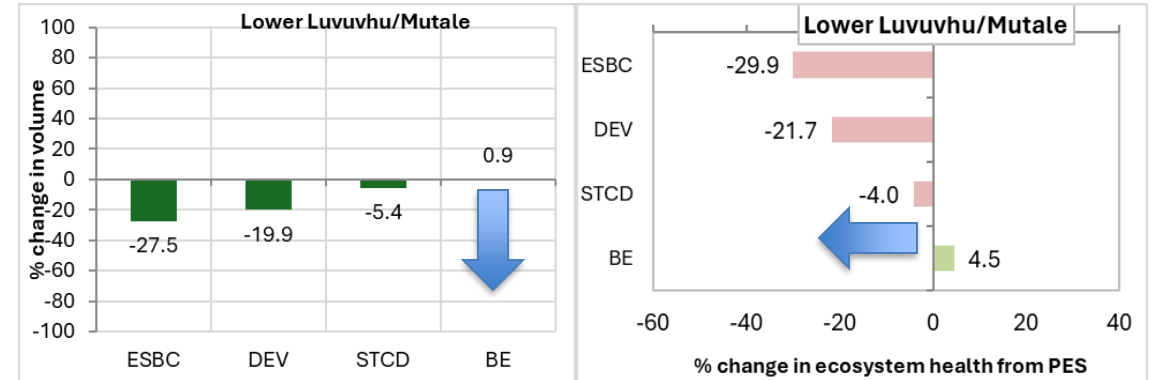 Lower Luvuvhu/Mutale
% change in volume
100
80
60
40
20
0
-20
-40
-60
-80
-100
-27.5
-19.9
-5.4
0.9
ESBC DEV STCD BE
Lower Luvuvhu/Mutale
ESBC -29.9
DEV -21.7
STCD -4.0
BE 4.5
-60 -40 -20 0 20 40
% change in ecosystem health from PES